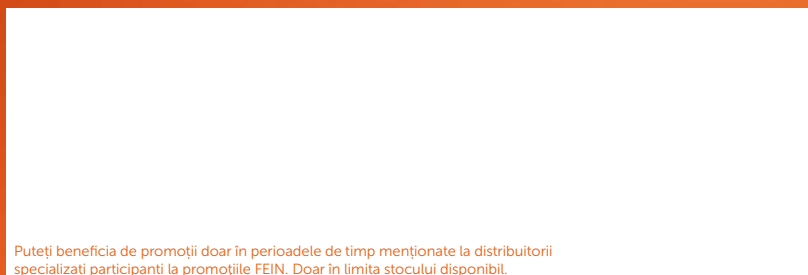 Puteți beneficia de promoții doar în perioadele de timp menționate la distribuitorii
specializați participanți la promoțiile FEIN. Doar în limita stocului disponibil.